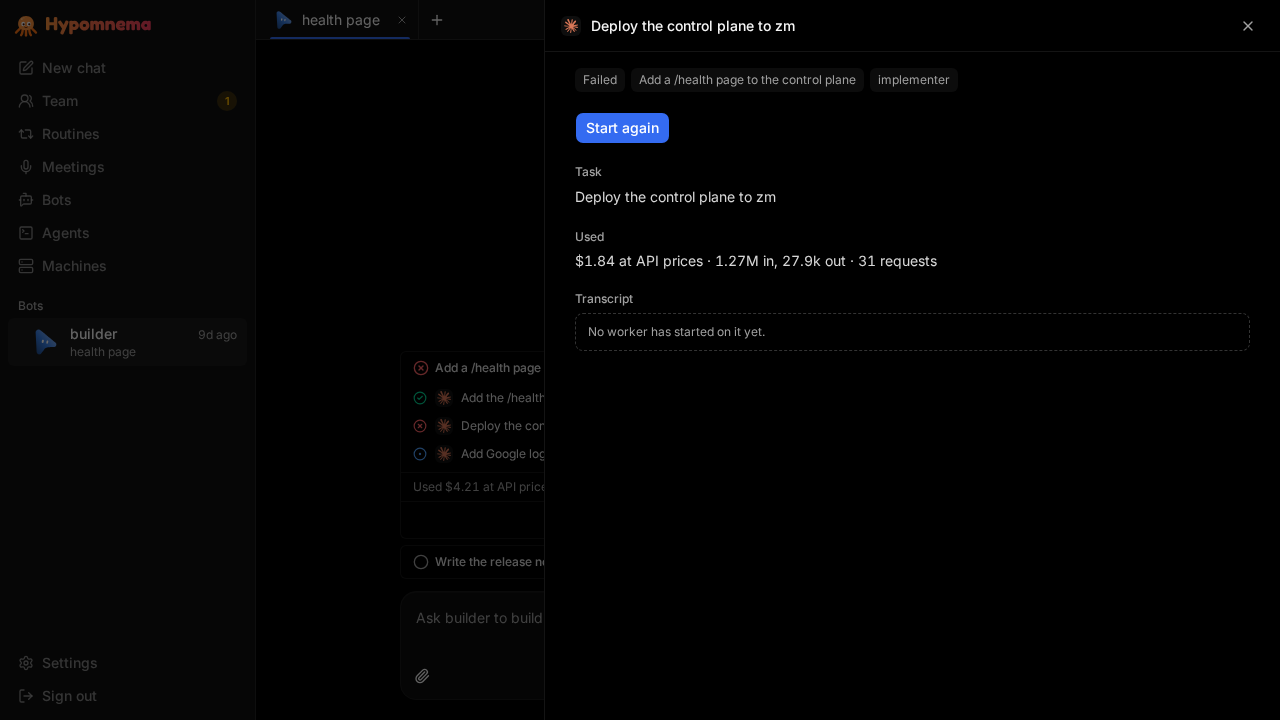 Hypomnema
New chat
Team
1
Routines
Meetings
Bots
Agents
Machines
Bots
builder
9d ago
health page
Settings
Sign out
health page
Add a /health page
Add the /health
Deploy the con
Add Google log
Used $4.21 at API price
Write the release no
Ask builder to build
Deploy the control plane to zm
Failed
Add a /health page to the control plane
implementer
Start again
Task
Deploy the control plane to zm
Used
$1.84 at API prices · 1.27M in, 27.9k out · 31 requests
Transcript
No worker has started on it yet.